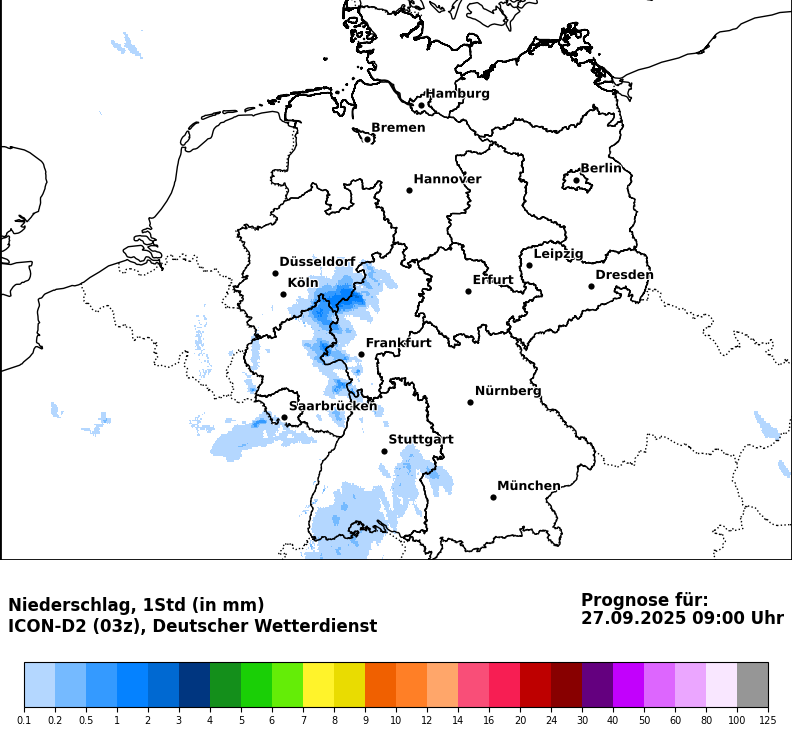 Hamburg
Bremen
Berlin
Hannover
Leipzig
Düsseldorf
Dresden
Köln
Erfurt
Frankfurt
Nürnberg
Saarbrücken
Stuttgart
München
Niederschlag, 1Std (in mm)
ICON-D2 (03z), Deutscher Wetterdienst
Prognose für:
27.09.2025 09:00 Uhr
0.1 0.2 0.5 1 2 3 4 5 6 7 8 9 10 12 14 16 20 24 30 40 50 60 80 100 125